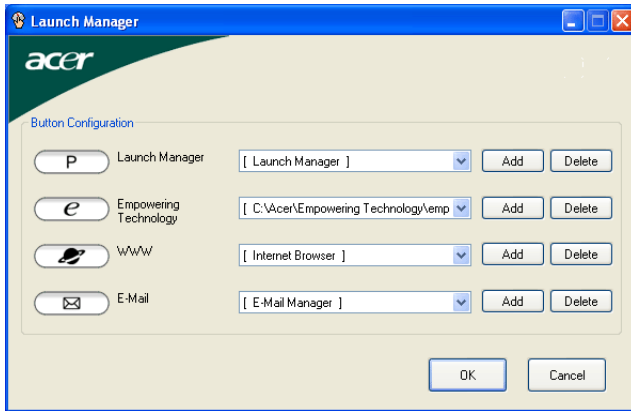 Launch Manager
acer
Button Configuration
P Launch Manager [ Launch Manager ] Add Delete
e Empowering Technology [ C:\Acer\Empowering Technology\emp Add Delete
WWW [ Internet Browser ] Add Delete
E-Mail [ E-Mail Manager ] Add Delete
OK Cancel